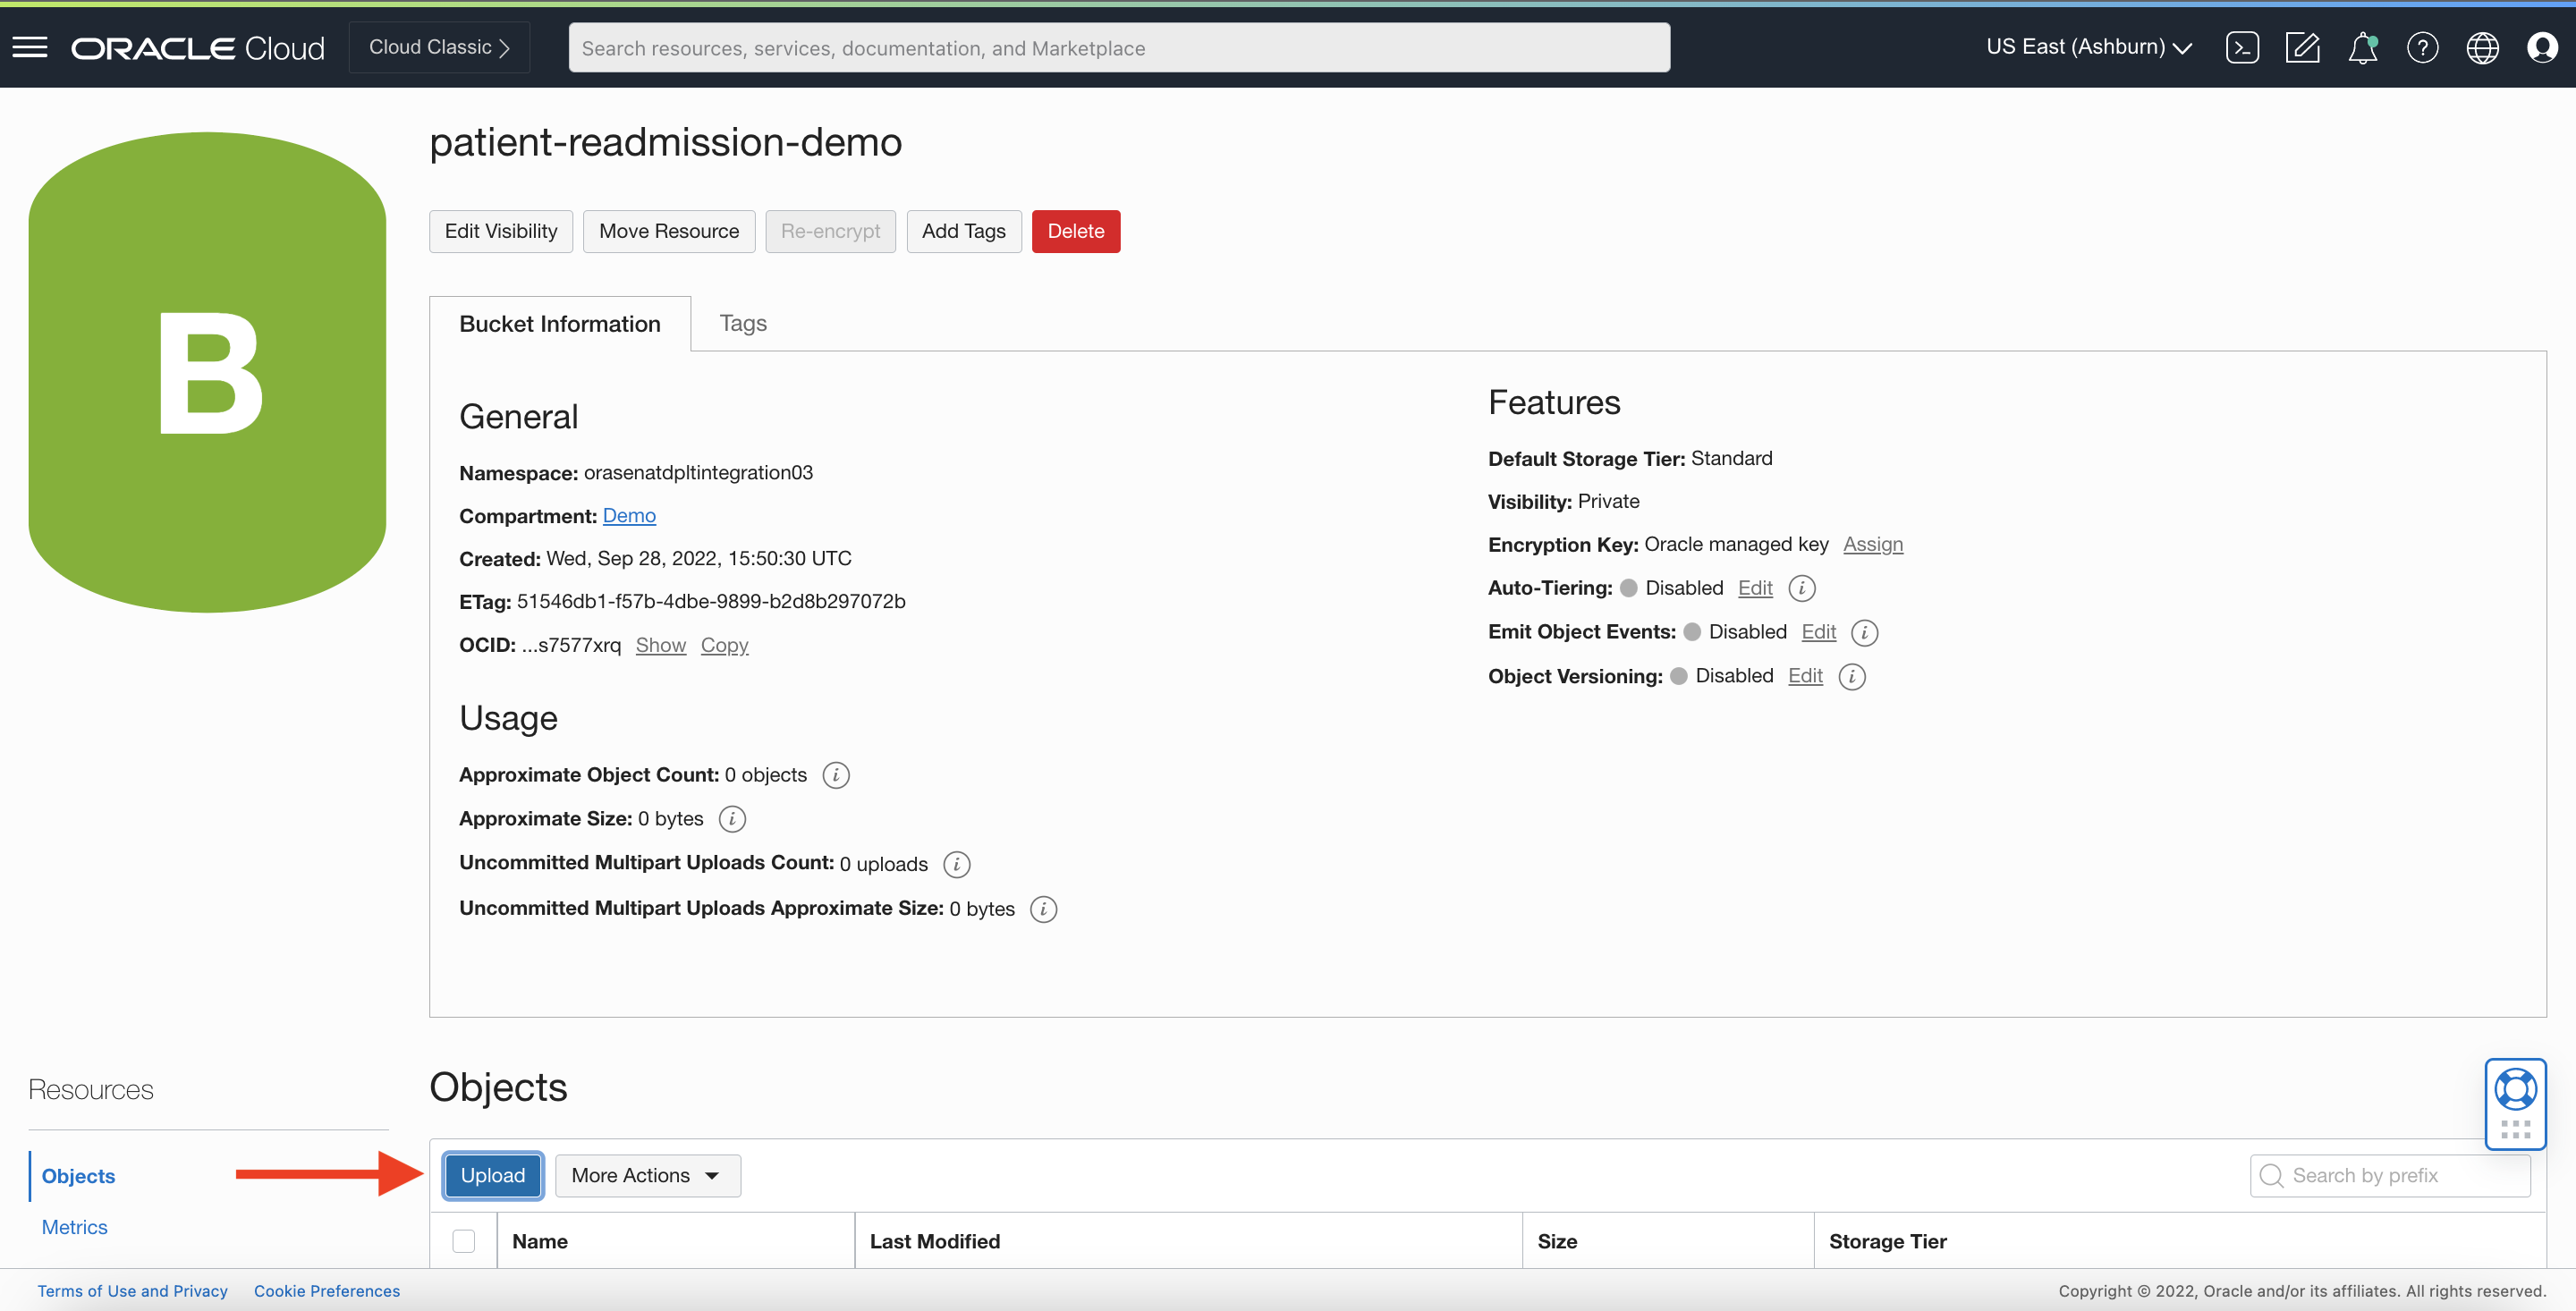 ORACLE Cloud
Cloud Classic
Search resources, services, documentation, and Marketplace
US East (Ashburn)
B
patient-readmission-demo
Edit Visibility
Move Resource
Re-encrypt
Add Tags
Delete
Bucket Information
Tags
General
Namespace: orasenatdpltintegration03
Compartment: Demo
Created: Wed, Sep 28, 2022, 15:50:30 UTC
ETag: 51546db1-f57b-4dbe-9899-b2d8b297072b
OCID: ...s7577xrq Show Copy
Usage
Approximate Object Count: 0 objects
Approximate Size: 0 bytes
Uncommitted Multipart Uploads Count: 0 uploads
Uncommitted Multipart Uploads Approximate Size: 0 bytes
Features
Default Storage Tier: Standard
Visibility: Private
Encryption Key: Oracle managed key Assign
Auto-Tiering: Disabled Edit
Emit Object Events: Disabled Edit
Object Versioning: Disabled Edit
Resources
Objects
Metrics
Objects
Upload
More Actions
Search by prefix
Name
Last Modified
Size
Storage Tier
Terms of Use and Privacy
Cookie Preferences
Copyright © 2022, Oracle and/or its affiliates. All rights reserved.